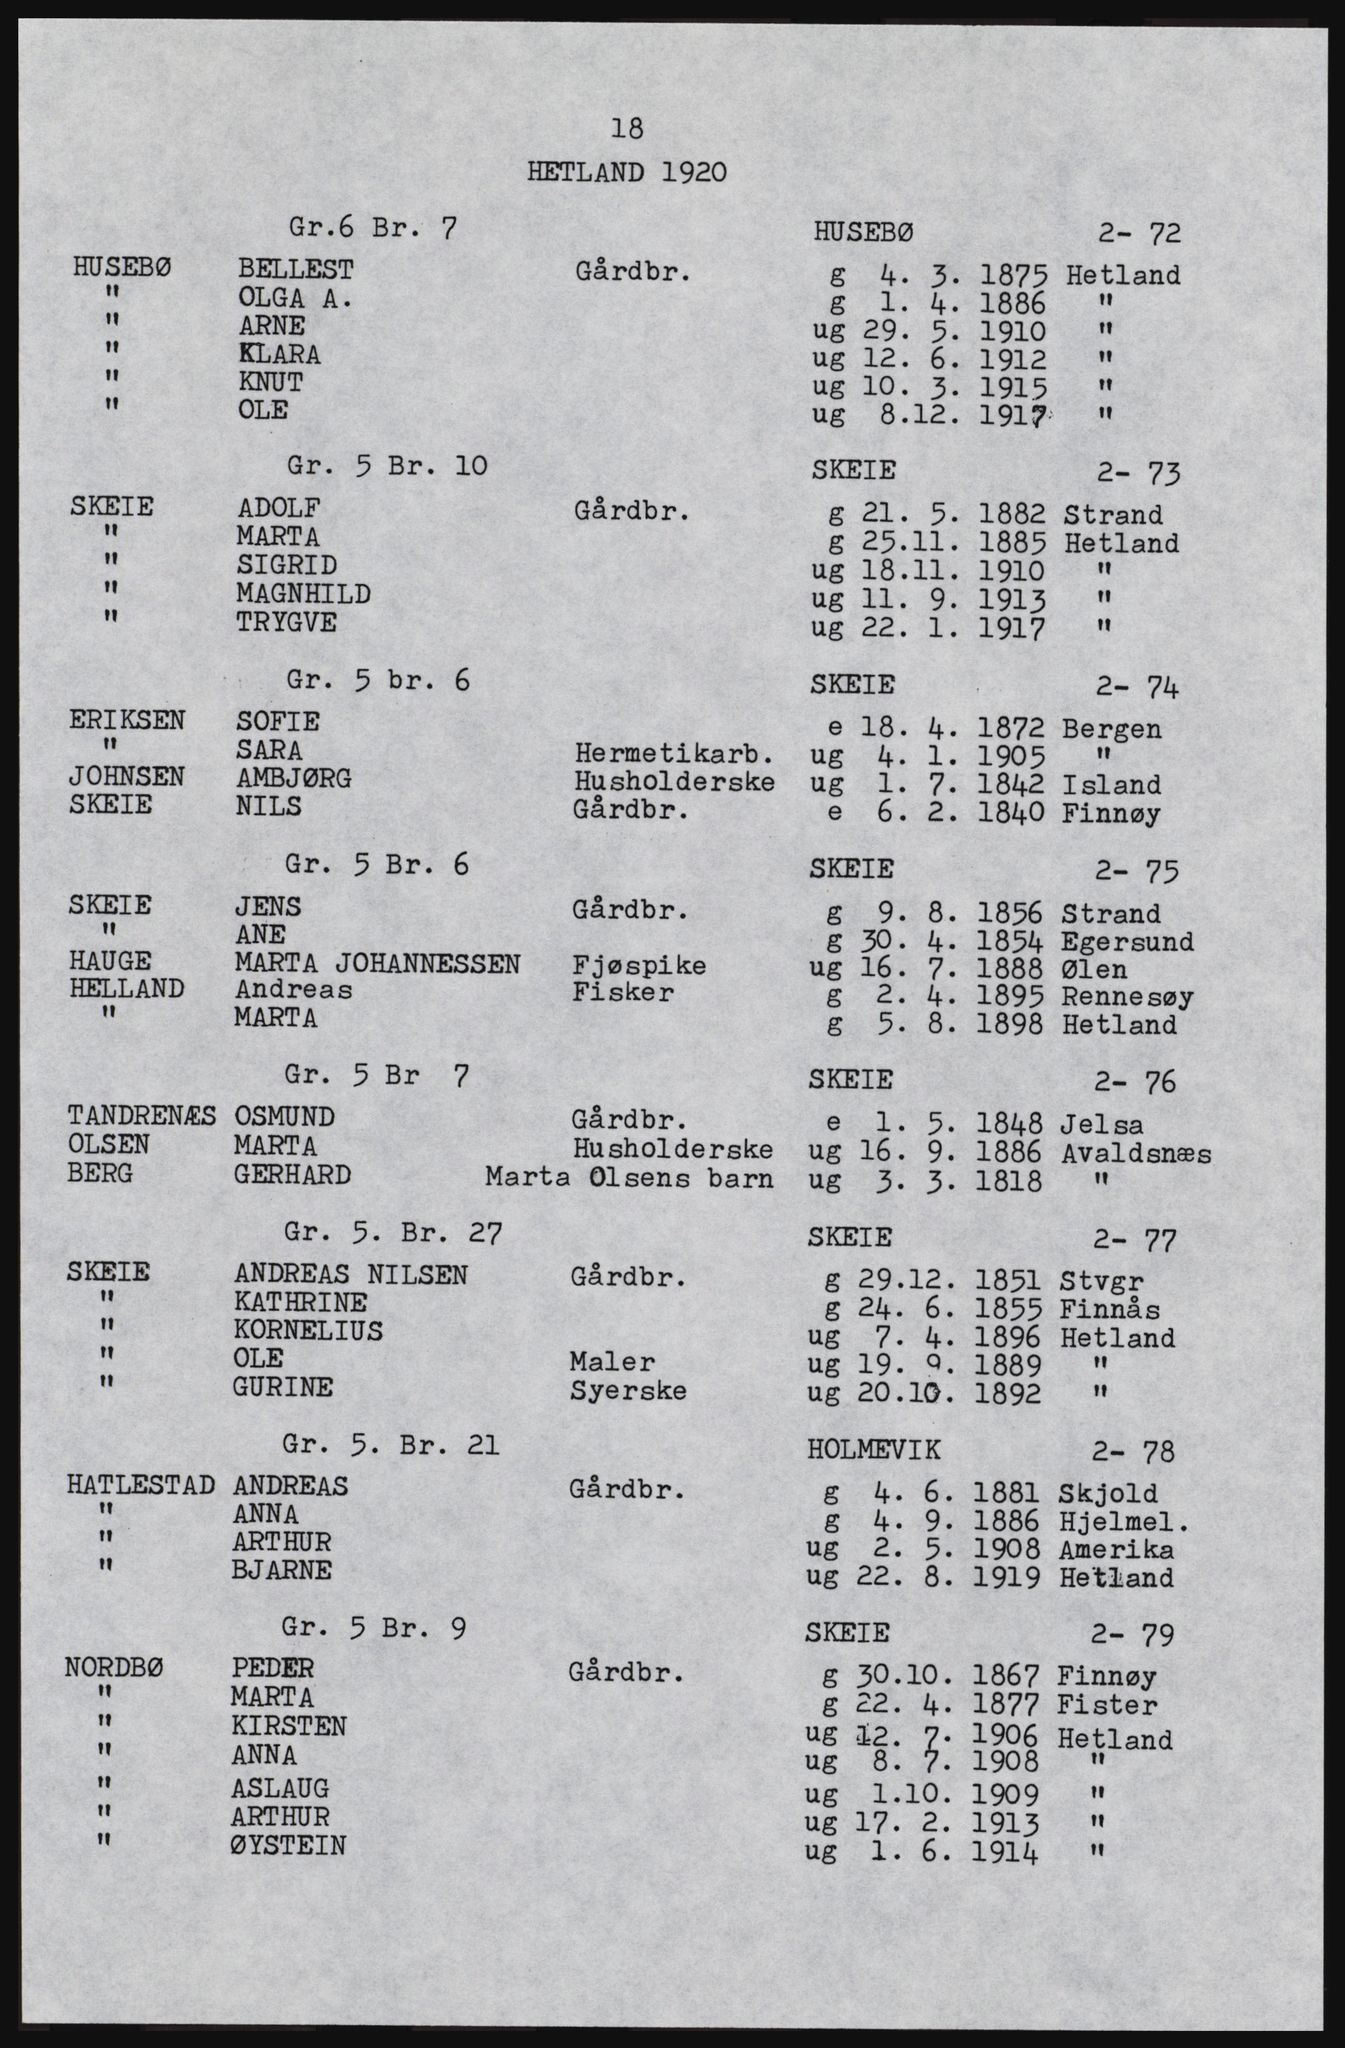 18
HETLAND 1920
Gr.6 Br. 7 HUSEBØ 2- 72
HUSEBØ BELLEST Gårdbr. g 4. 3. 1875 Hetland
" OLGA A. g 1. 4. 1886 "
" ARNE ug 29. 5. 1910 "
" KLARA ug 12. 6. 1912 "
" KNUT ug 10. 3. 1915 "
" OLE ug 8.12. 1917 "
Gr. 5 Br. 10 SKEIE 2- 73
SKEIE ADOLF Gårdbr. g 21. 5. 1882 Strand
" MARTA g 25.11. 1885 Hetland
" SIGRID ug 18.11. 1910 "
" MAGNHILD ug 11. 9. 1913 "
" TRYGVE ug 22. 1. 1917 "
Gr. 5 br. 6 SKEIE 2- 74
ERIKSEN SOFIE e 18. 4. 1872 Bergen
" SARA Hermetikarb. ug 4. 1. 1905 "
JOHNSEN AMBJØRG Husholderske ug 1. 7. 1842 Island
SKEIE NILS Gårdbr. e 6. 2. 1840 Finnøy
Gr. 5 Br. 6 SKEIE 2- 75
SKEIE JENS Gårdbr. g 9. 8. 1856 Strand
" ANE g 30. 4. 1854 Egersund
HAUGE MARTA JOHANNESSEN Fjøspike ug 16. 7. 1888 Ølen
HELLAND Andreas Fisker g 2. 4. 1895 Rennesøy
" MARTA g 5. 8. 1898 Hetland
Gr. 5 Br 7 SKEIE 2- 76
TANDRENÆS OSMUND Gårdbr. e 1. 5. 1848 Jelsa
OLSEN MARTA Husholderske ug 16. 9. 1886 Avaldsnæs
BERG GERHARD Marta Olsens barn ug 3. 3. 1818 "
Gr. 5. Br. 27 SKEIE 2- 77
SKEIE ANDREAS NILSEN Gårdbr. g 29.12. 1851 Stvgr
" KATHRINE g 24. 6. 1855 Finnås
" KORNELIUS ug 7. 4. 1896 Hetland
" OLE Maler ug 19. 9. 1889 "
" GURINE Syerske ug 20.10. 1892 "
Gr. 5. Br. 21 HOLMEVIK 2- 78
HATLESTAD ANDREAS Gårdbr. g 4. 6. 1881 Skjold
" ANNA g 4. 9. 1886 Hjelmel.
" ARTHUR ug 2. 5. 1908 Amerika
" BJARNE ug 22. 8. 1919 Hetland
Gr. 5 Br. 9 SKEIE 2- 79
NORDBØ PEDER Gårdbr. g 30.10. 1867 Finnøy
" MARTA g 22. 4. 1877 Fister
" KIRSTEN ug 12. 7. 1906 Hetland
" ANNA ug 8. 7. 1908 "
" ASLAUG ug 1.10. 1909 "
" ARTHUR ug 17. 2. 1913 "
" ØYSTEIN ug 1. 6. 1914 "